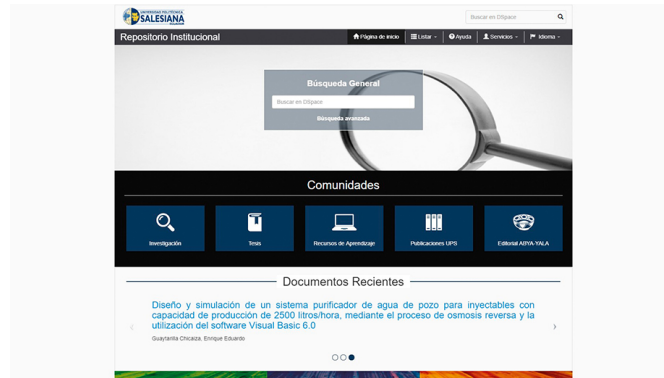 UNIVERSIDAD POLITÉCNICA
SALESIANA
ECUADOR
Buscar en DSpace
Repositorio Institucional
Página de inicio
Listar
Ayuda
Servicios
Idioma
Búsqueda General
Buscar en DSpace
Búsqueda avanzada
Comunidades
Investigación
Tesis
Recursos de Aprendizaje
Publicaciones UPS
Editorial ABYA-YALA
Documentos Recientes
Diseño y simulación de un sistema purificador de agua de pozo para inyectables con
capacidad de producción de 2500 litros/hora, mediante el proceso de osmosis reversa y la
utilización del software Visual Basic 6.0
Guaytarilla Chicaiza, Enrique Eduardo